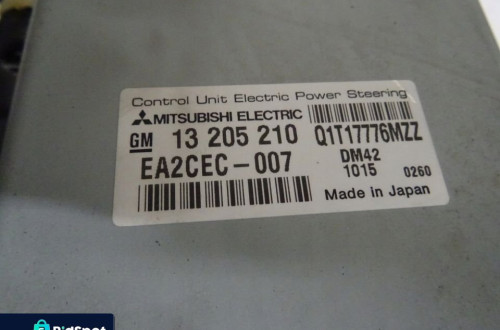 Control Unit Electric Power Steering
MITSUBISHI ELECTRIC
GM 13 205 210 Q1T17776MZZ
EA2CEC-007 DM42
1015 0260
Made in Japan
BidSpot